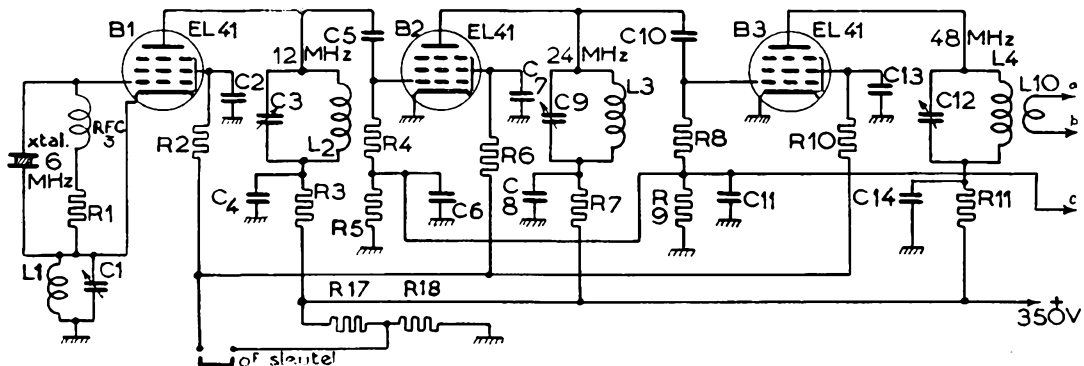 B1
EL41
12
MHz
C5
B2
EL41
24
MHz
C10
B3
EL41
48
MHz
L4
L10
a
b
C2
C3
C7
C9
L3
C13
C12
xtal.
6
MHz
RFC
3
R2
L2
R4
R6
R8
R10
R1
C4
R3
C6
C8
R7
R9
C11
C14
R11
c
R5
L1
C1
R17
R18
+
350V
of sleutel